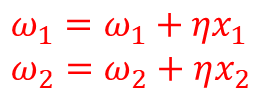 ω₁ = ω₁ + ηx₁
ω₂ = ω₂ + ηx₂